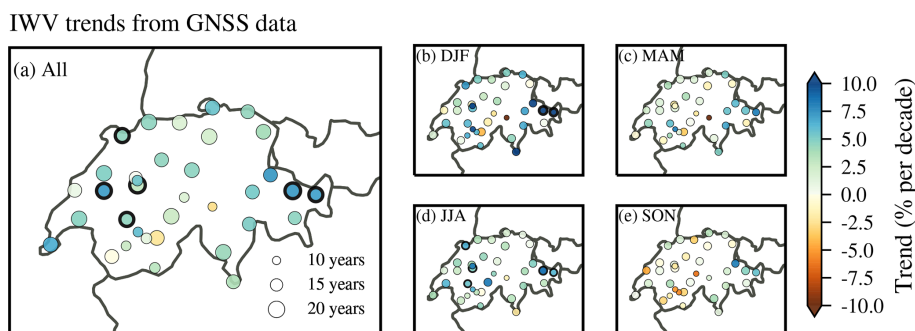 IWV trends from GNSS data
(a) All
10 years
15 years
20 years
(b) DJF
(c) MAM
(d) JJA
(e) SON
10.0
7.5
5.0
2.5
0.0
-2.5
-5.0
-7.5
-10.0
Trend (% per decade)